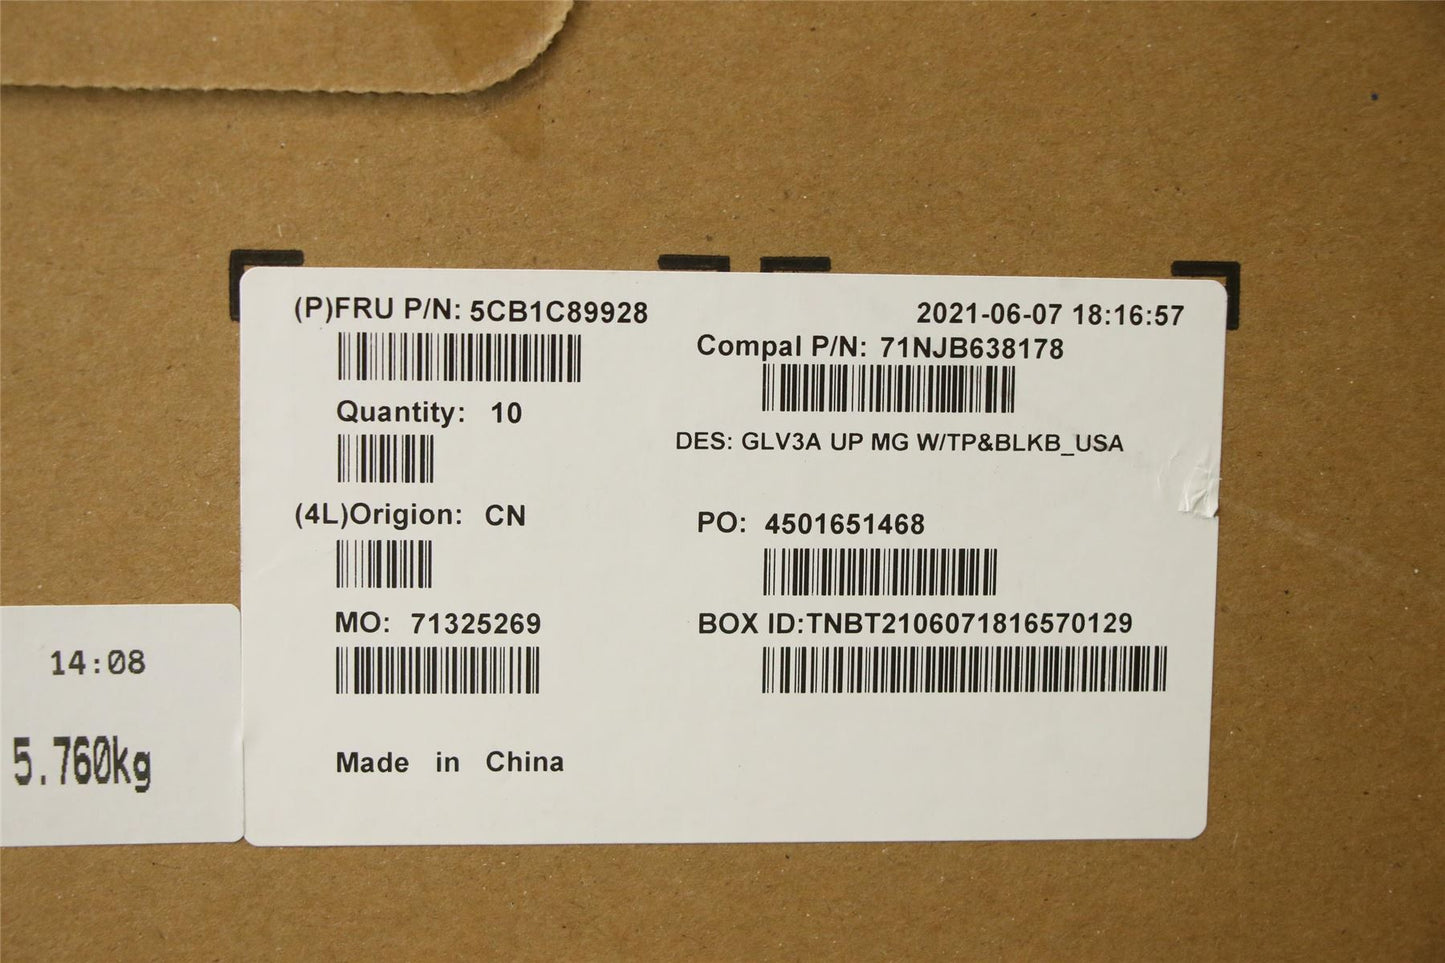 (P)FRU P/N: 5CB1C89928
2021-06-07 18:16:57
Compal P/N: 71NJB638178
Quantity: 10
DES: GLV3A UP MG W/TP&BLKB_USA
(4L)Origion: CN
PO: 4501651468
MO: 71325269
BOX ID:TNBT2106071816570129
Made in China
14:08
5.760kg